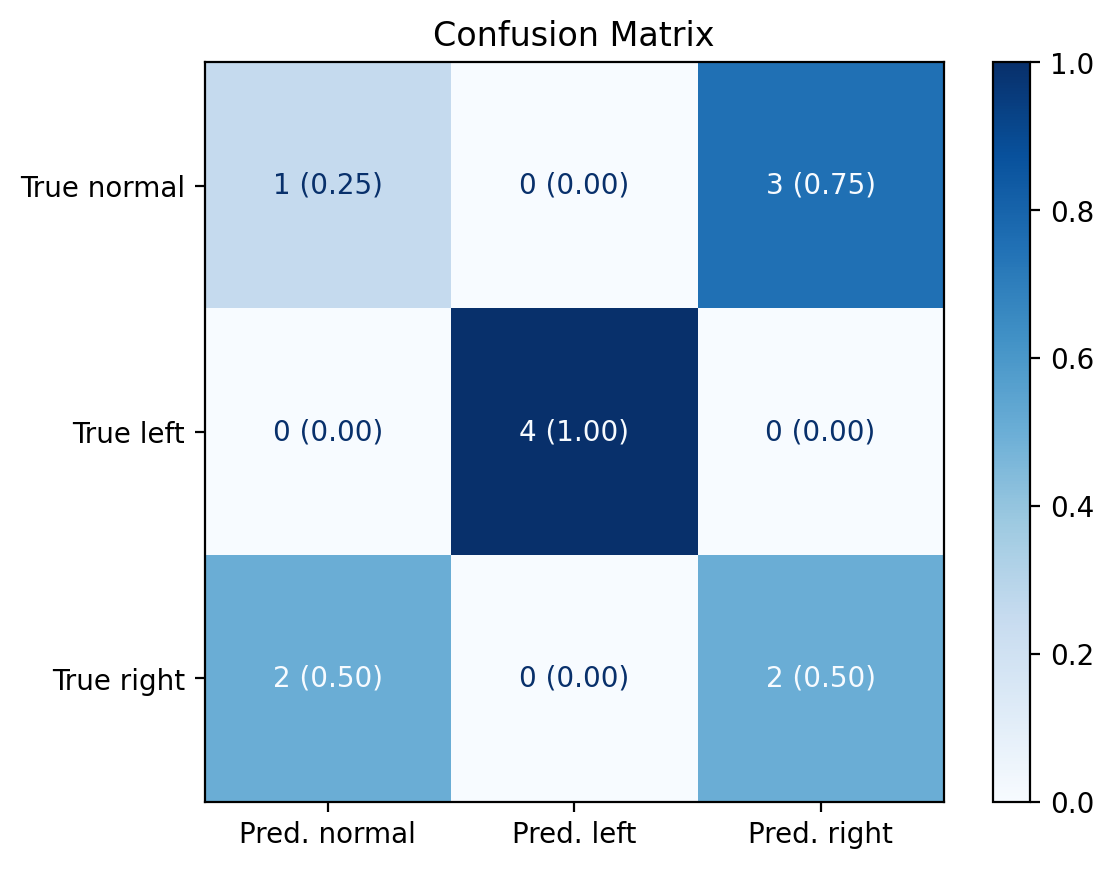 Confusion Matrix
True normal
1 (0.25)
0 (0.00)
3 (0.75)
True left
0 (0.00)
4 (1.00)
0 (0.00)
True right
2 (0.50)
0 (0.00)
2 (0.50)
Pred. normal
Pred. left
Pred. right
1.0
0.8
0.6
0.4
0.2
0.0